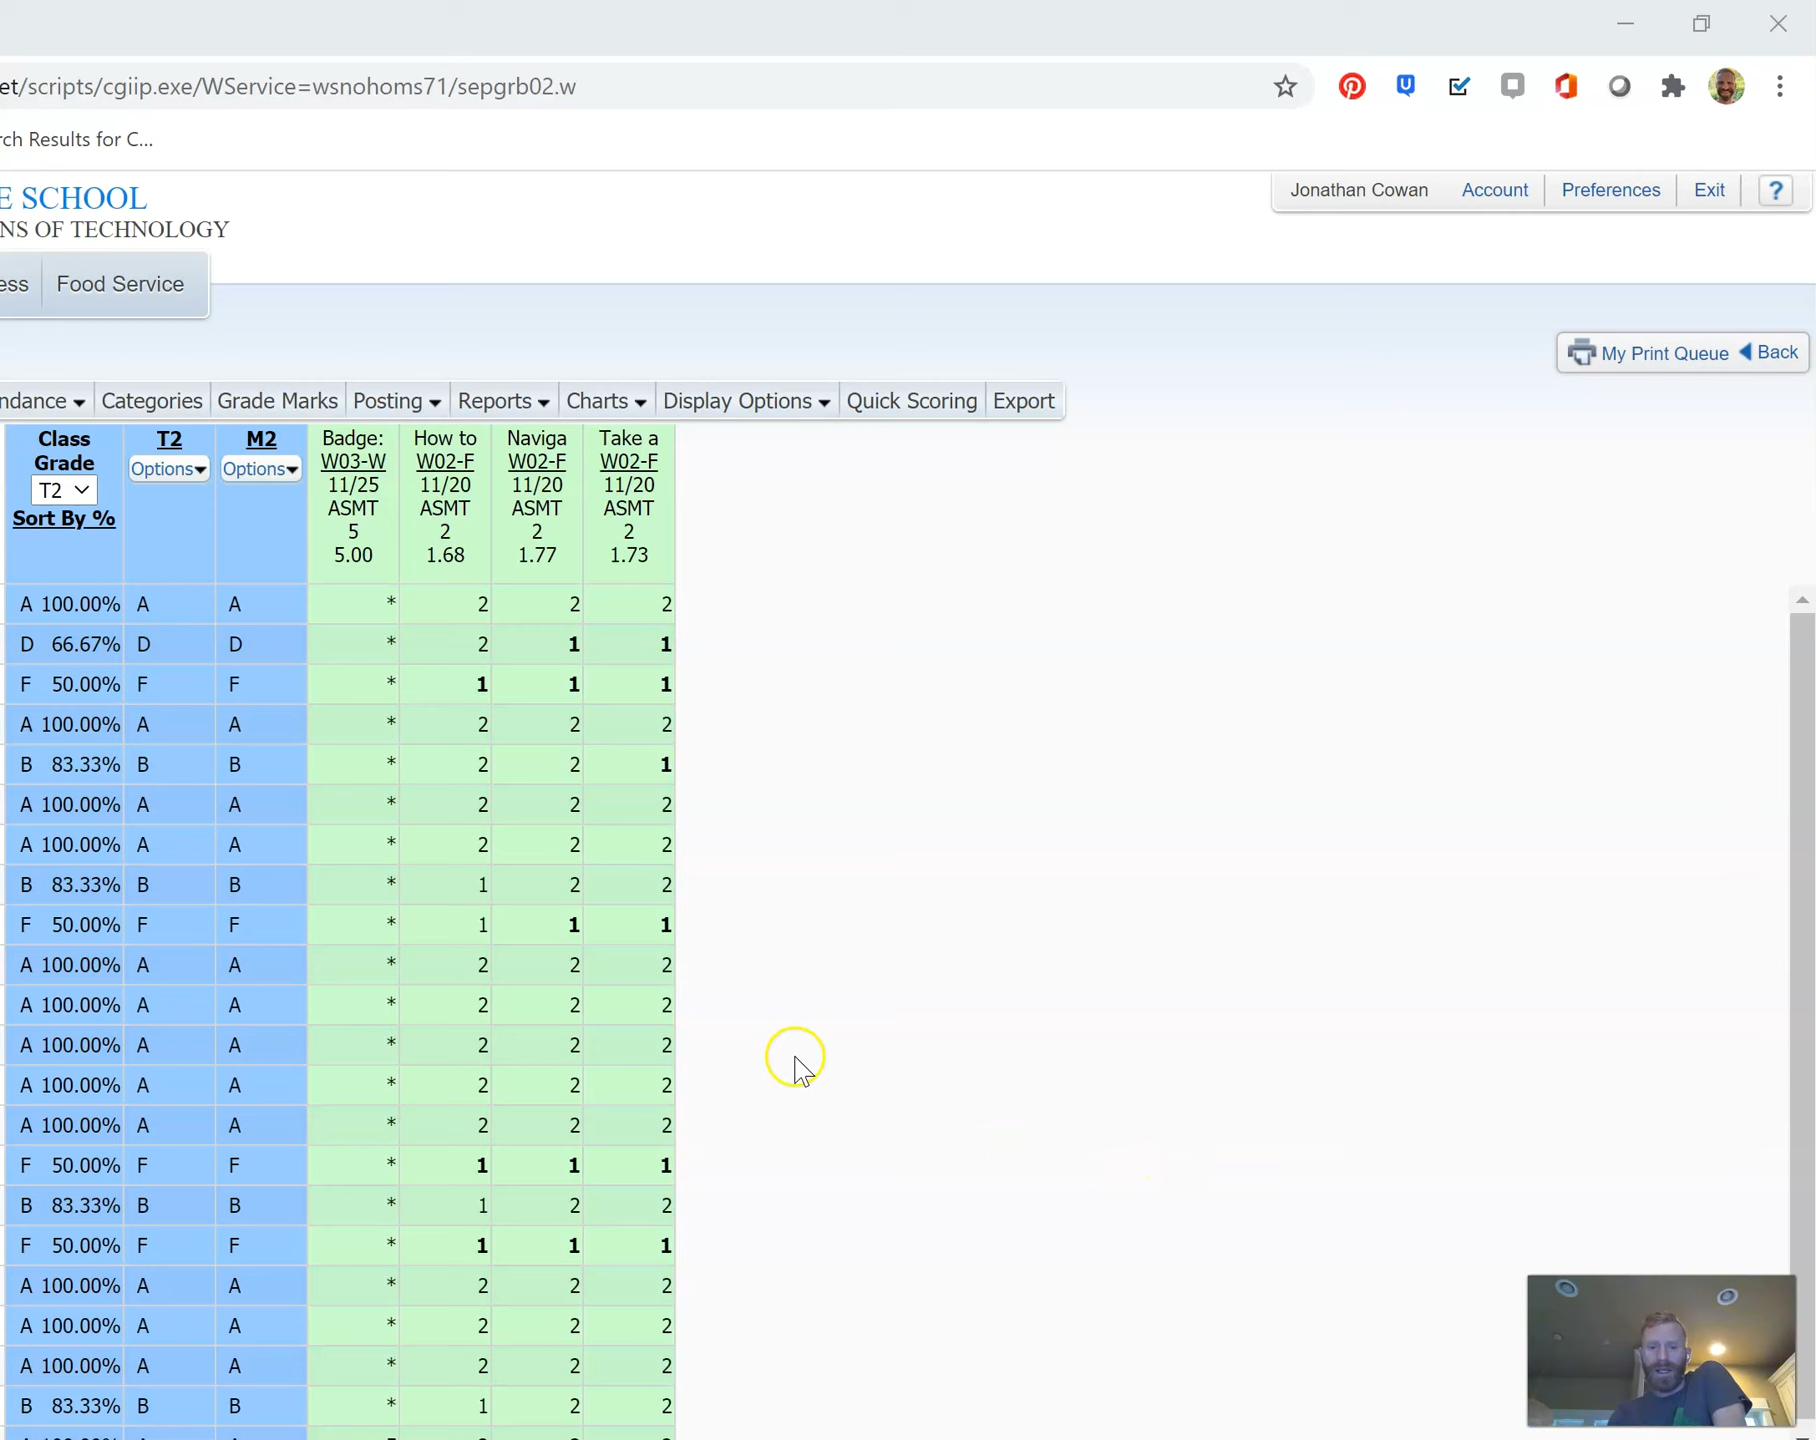 et/scripts/cgiip.exe/WService=wsnohoms71/sepgrb02.w
rch Results for C...
E SCHOOL
NS OF TECHNOLOGY
Jonathan Cowan Account Preferences Exit ?
ess Food Service
My Print Queue Back
ndance Categories Grade Marks Posting Reports Charts Display Options Quick Scoring Export
Class T2 M2 Badge: How to Naviga Take a
Grade Options Options W03-W W02-F W02-F W02-F
T2 11/25 11/20 11/20 11/20
Sort By % ASMT ASMT ASMT ASMT
5 2 2 2
5.00 1.68 1.77 1.73
A 100.00% A A * 2 2 2
D 66.67% D D * 2 1 1
F 50.00% F F * 1 1 1
A 100.00% A A * 2 2 2
B 83.33% B B * 2 2 1
A 100.00% A A * 2 2 2
A 100.00% A A * 2 2 2
B 83.33% B B * 1 2 2
F 50.00% F F * 1 1 1
A 100.00% A A * 2 2 2
A 100.00% A A * 2 2 2
A 100.00% A A * 2 2 2
A 100.00% A A * 2 2 2
A 100.00% A A * 2 2 2
F 50.00% F F * 1 1 1
B 83.33% B B * 1 2 2
F 50.00% F F * 1 1 1
A 100.00% A A * 2 2 2
A 100.00% A A * 2 2 2
A 100.00% A A * 2 2 2
B 83.33% B B * 1 2 2